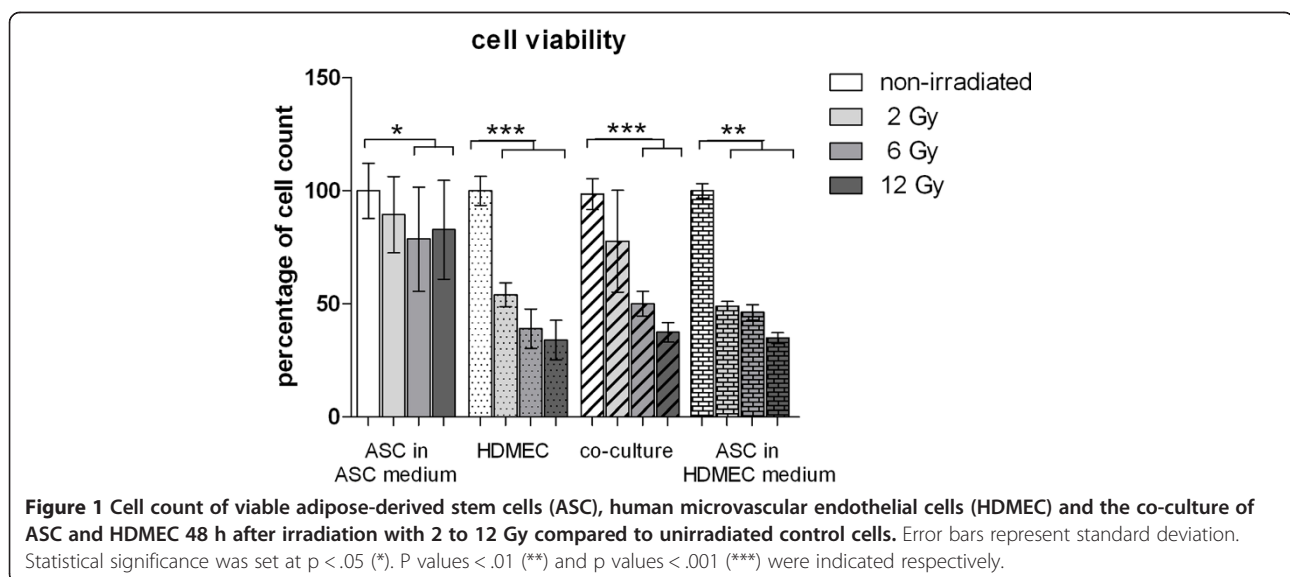 cell viability
150
100
50
0
percentage of cell count
* *** *** **
non-irradiated
2 Gy
6 Gy
12 Gy
ASC in
ASC medium
HDMEC
co-culture
ASC in
HDMEC medium
Figure 1 Cell count of viable adipose-derived stem cells (ASC), human microvascular endothelial cells (HDMEC) and the co-culture of
ASC and HDMEC 48 h after irradiation with 2 to 12 Gy compared to unirradiated control cells. Error bars represent standard deviation.
Statistical significance was set at p < .05 (*). P values < .01 (**) and p values < .001 (***) were indicated respectively.